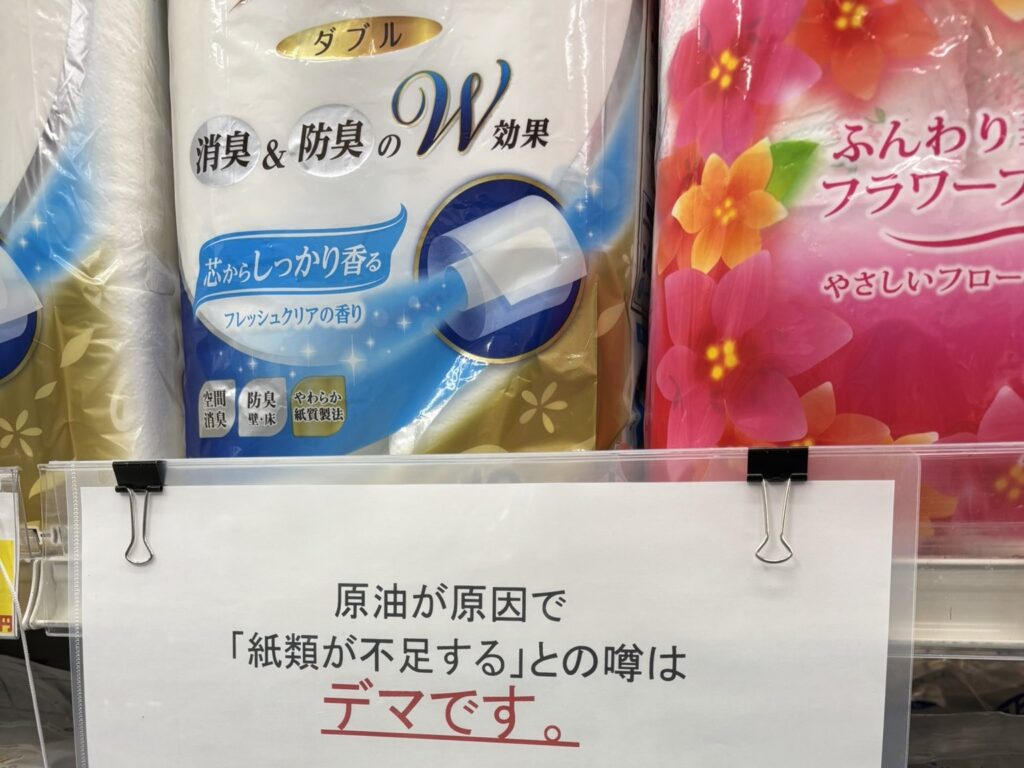 ダブル
消臭&防臭のW効果
芯からしっかり香る
フレッシュクリアの香り
空間
消臭
防臭
壁・床
やわらか
紙質製法
ふんわり
フラワーフ
やさしいフロー
円
原油が原因で
「紙類が不足する」との噂は
デマです。